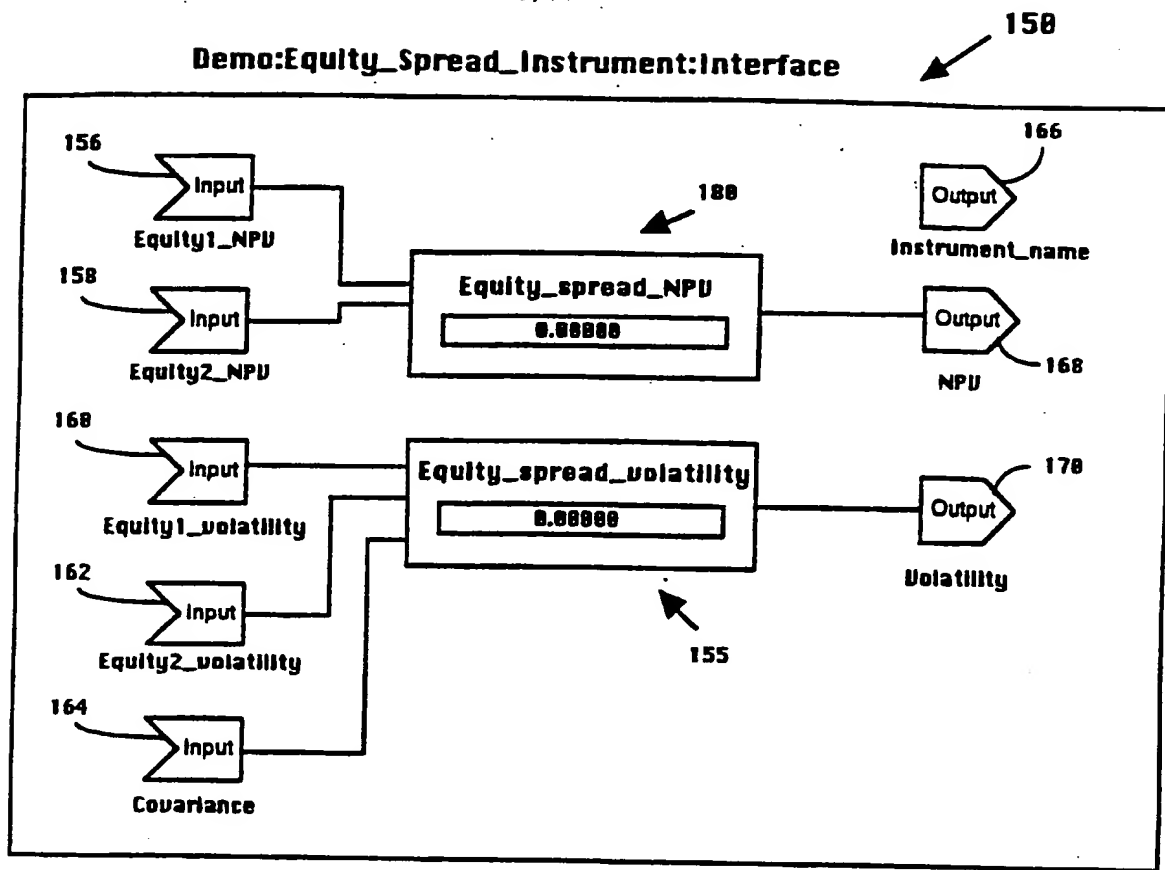 150
Demo:Equity_Spread_Instrument:Interface
156
Input
Equity1_NPV
158
Input
Equity2_NPV
160
Input
Equity1_volatility
162
Input
Equity2_volatility
164
Input
Covariance
180
Equity_spread_NPV
0.00000
Equity_spread_volatility
0.00000
155
166
Output
Instrument_name
Output
168
NPV
170
Output
Volatility